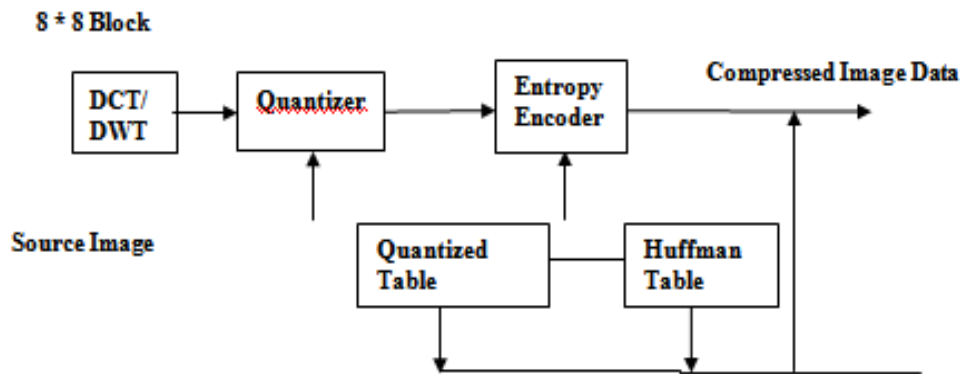 8 * 8 Block
DCT/
DWT
Quantizer
Entropy
Encoder
Compressed Image Data
Source Image
Quantized
Table
Huffman
Table